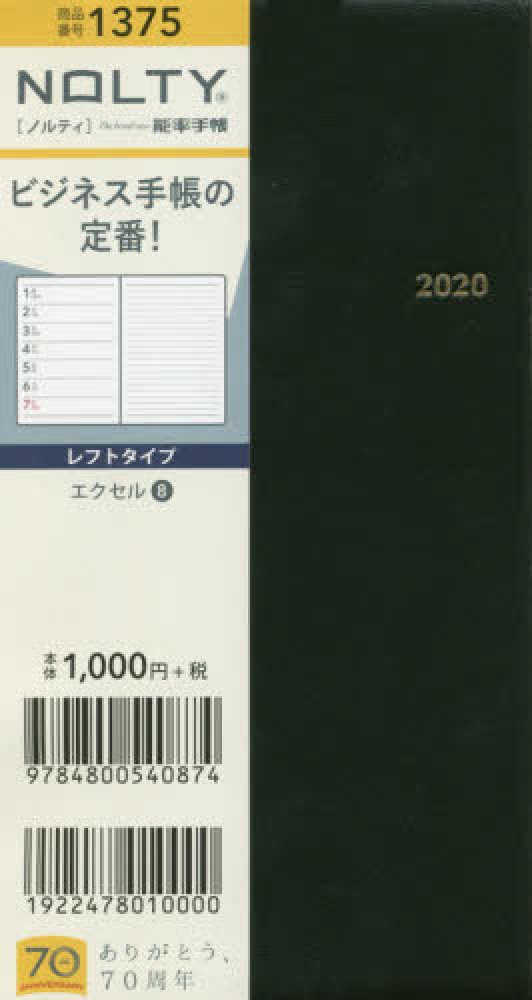 商品番号 1375
NOLTY®
[ノルティ] 能率手帳
ビジネス手帳の
定番!
1
2
3
4
5
6
7
レフトタイプ
エクセル 8
本体 1,000円+税
9784800540874
1922478010000
70 ありがとう、
ANNIVERSARY 70周年
2020